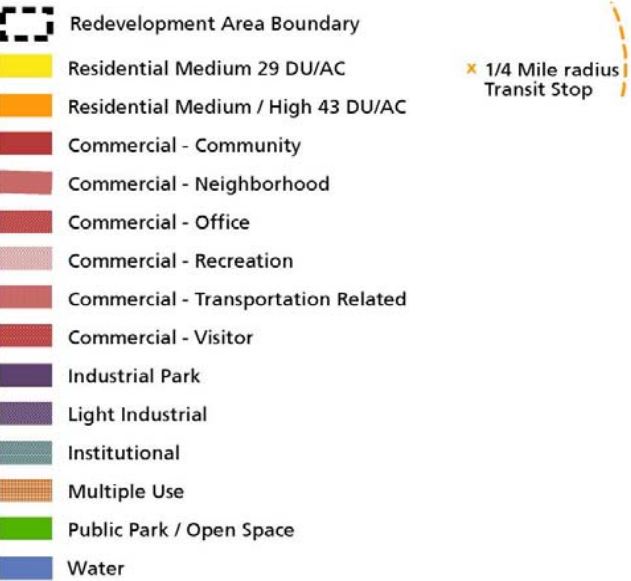 Redevelopment Area Boundary
Residential Medium 29 DU/AC
Residential Medium / High 43 DU/AC
Commercial - Community
Commercial - Neighborhood
Commercial - Office
Commercial - Recreation
Commercial - Transportation Related
Commercial - Visitor
Industrial Park
Light Industrial
Institutional
Multiple Use
Public Park / Open Space
Water
x 1/4 Mile radius
Transit Stop